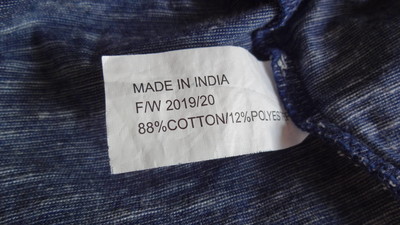 MADE IN INDIA
F/W 2019/20
88%COTTON/12%POLYES